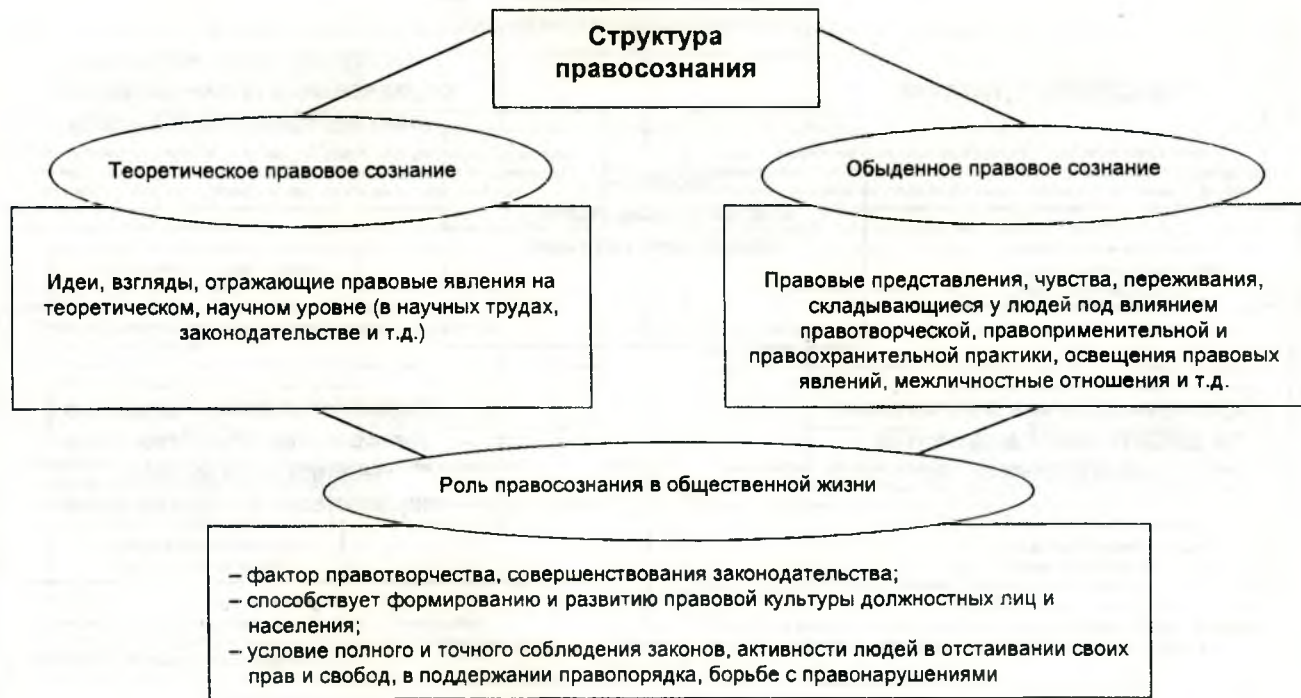 Структура
правосознания
Теоретическое правовое сознание
Обыденное правовое сознание
Идеи, взгляды, отражающие правовые явления на
теоретическом, научном уровне (в научных трудах,
законодательстве и т.д.)
Правовые представления, чувства, переживания,
складывающиеся у людей под влиянием
правотворческой, правоприменительной и
правоохранительной практики, освещения правовых
явлений, межличностные отношения и т.д.
Роль правосознания в общественной жизни
– фактор правотворчества, совершенствования законодательства;
– способствует формированию и развитию правовой культуры должностных лиц и
населения;
– условие полного и точного соблюдения законов, активности людей в отстаивании своих
прав и свобод, в поддержании правопорядка, борьбе с правонарушениями